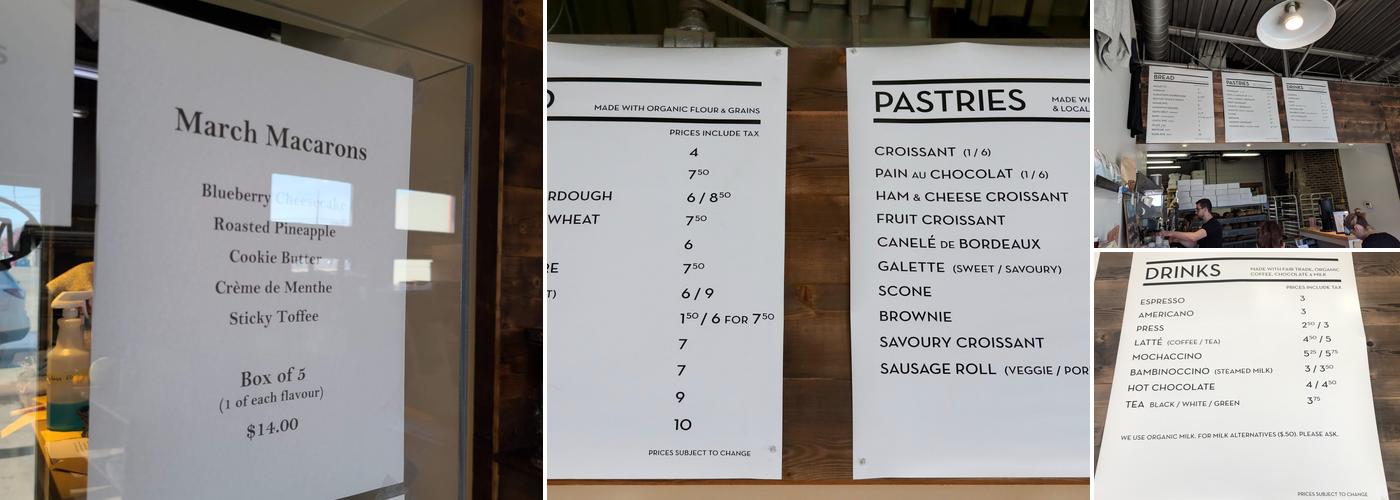 March Macarons
Blueberry Cheesecake
Roasted Pineapple
Cookie Butter
Crème de Menthe
Sticky Toffee
Box of 5
(1 of each flavour)
$14.00
MADE WITH ORGANIC FLOUR & GRAINS
PRICES INCLUDE TAX
4
7⁵⁰
RDOUGH 6 / 8⁵⁰
WHEAT 7⁵⁰
6
RE 7⁵⁰
T) 6 / 9
1⁵⁰ / 6 FOR 7⁵⁰
7
7
9
10
PRICES SUBJECT TO CHANGE
PASTRIES
MADE WI
& LOCAL
CROISSANT (1 / 6)
PAIN AU CHOCOLAT (1 / 6)
HAM & CHEESE CROISSANT
FRUIT CROISSANT
CANELÉ DE BORDEAUX
GALETTE (SWEET / SAVOURY)
SCONE
BROWNIE
SAVOURY CROISSANT
SAUSAGE ROLL (VEGGIE / POR
BREAD
PASTRIES
DRINKS
DRINKS
MADE WITH FAIR TRADE, ORGANIC
COFFEE, CHOCOLATE & MILK
PRICES INCLUDE TAX
ESPRESSO 3
AMERICANO 3
PRESS 2⁵⁰ / 3
LATTÉ (COFFEE / TEA) 4⁵⁰ / 5
MOCHACCINO 5²⁵ / 5⁷⁵
BAMBINOCCINO (STEAMED MILK) 3 / 3⁵⁰
HOT CHOCOLATE 4 / 4⁵⁰
TEA BLACK / WHITE / GREEN 3⁷⁵
WE USE ORGANIC MILK. FOR MILK ALTERNATIVES ($.50), PLEASE ASK.
PRICES SUBJECT TO CHANGE